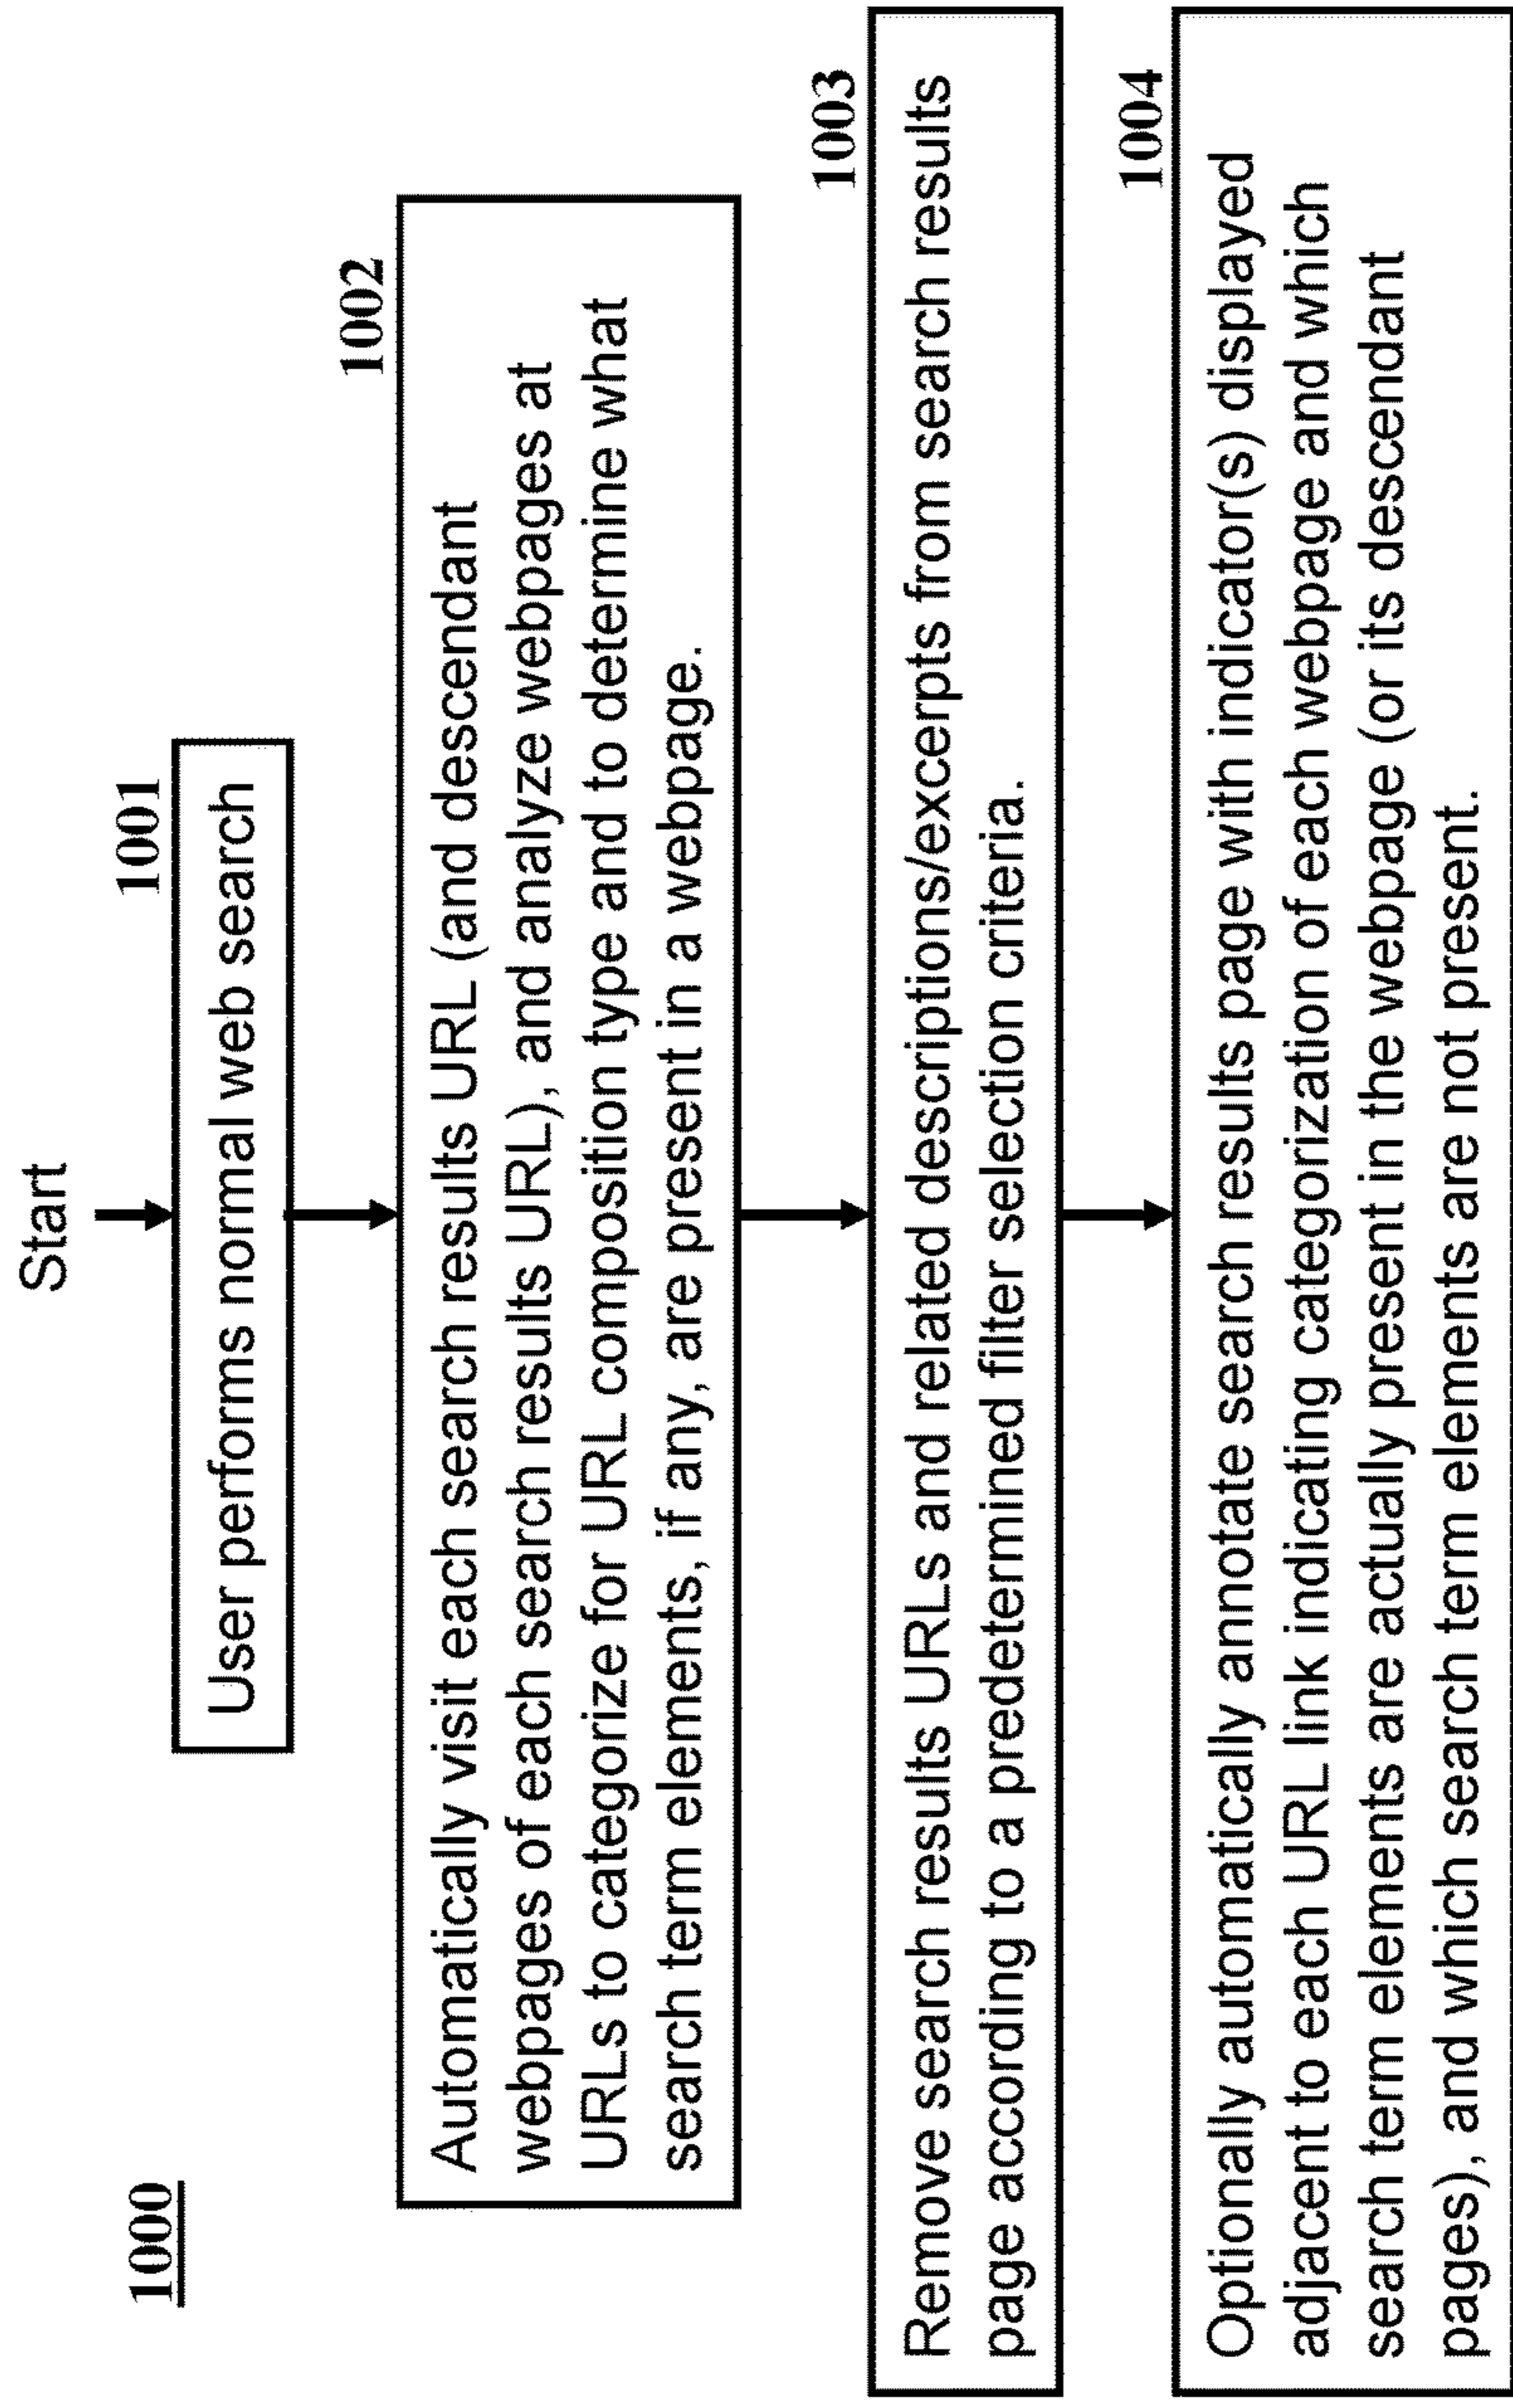 1000
Start
1001
User performs normal web search
1002
Automatically visit each search results URL (and descendant
webpages of each search results URL), and analyze webpages at
URLs to categorize for URL composition type and to determine what
search term elements, if any, are present in a webpage.
1003
Remove search results URLs and related descriptions/excerpts from search results
page according to a predetermined filter selection criteria.
1004
Optionally automatically annotate search results page with indicator(s) displayed
adjacent to each URL link indicating categorization of each webpage and which
search term elements are actually present in the webpage (or its descendant
pages), and which search term elements are not present.